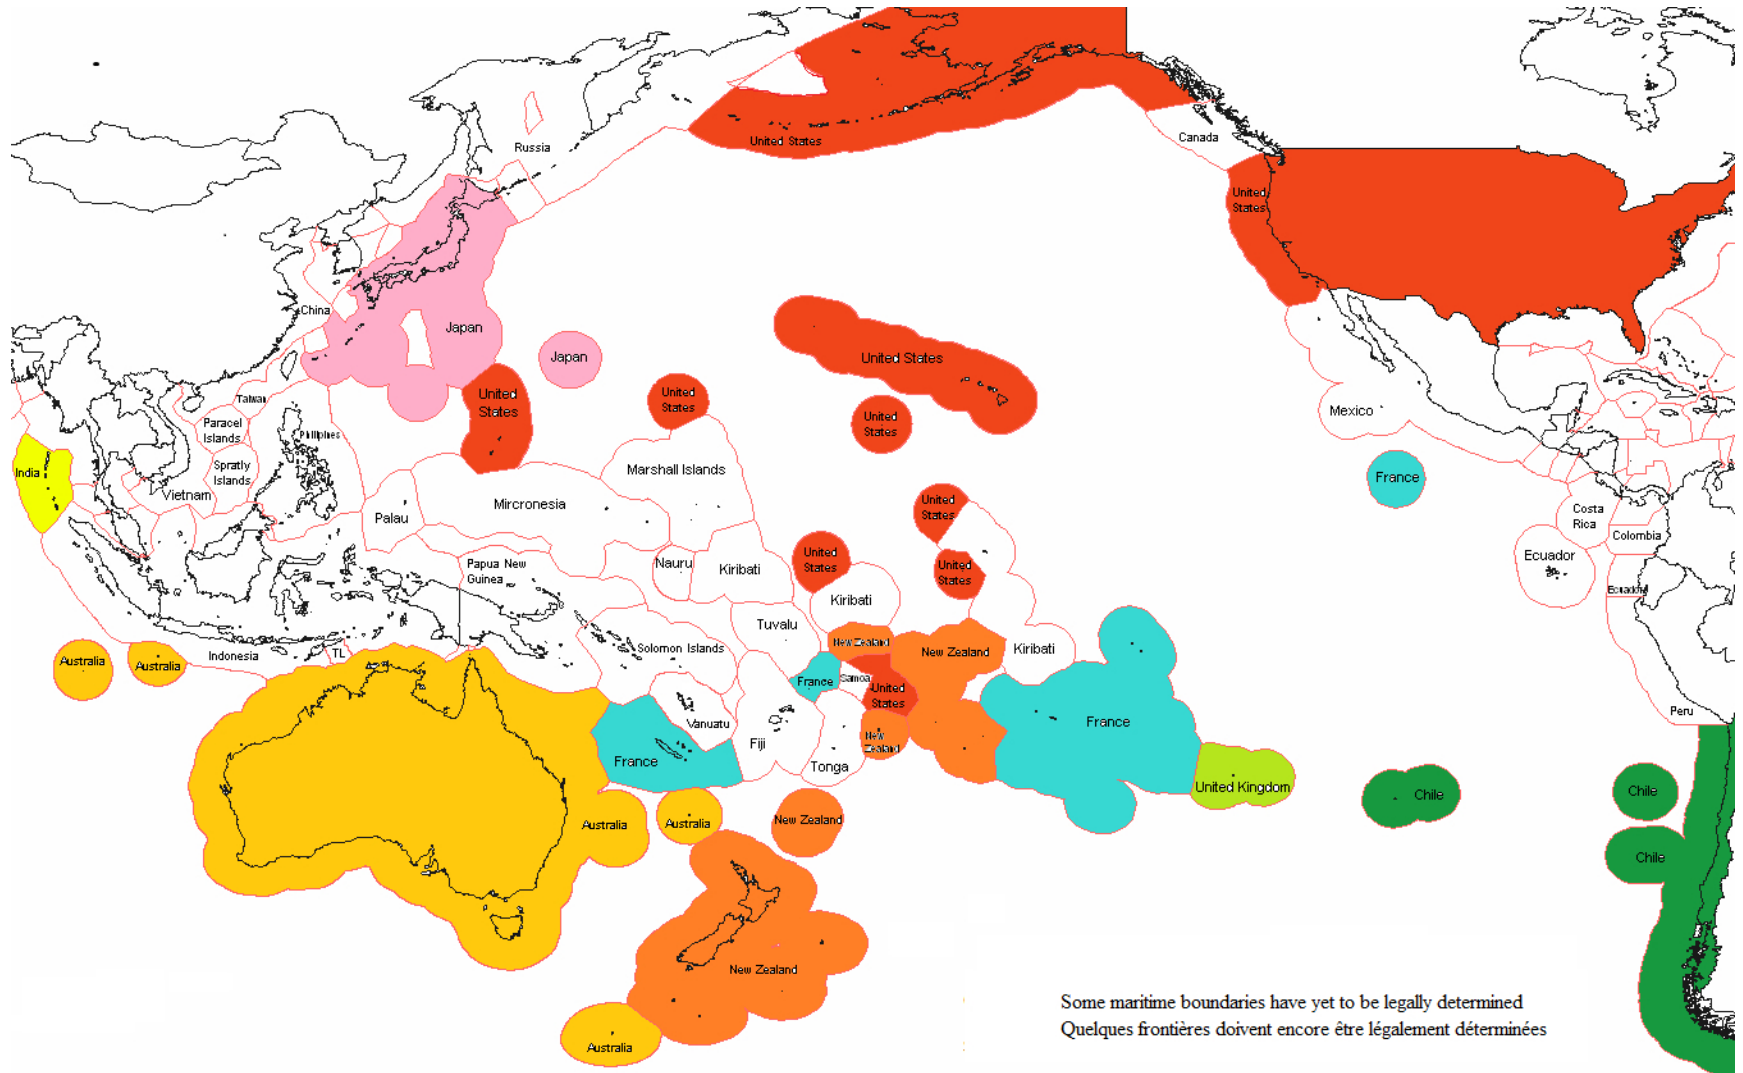 United States
Canada
Russia
United
States
China
Japan
Japan
United States
United
States
United
States
United
States
Taiwan
Paracel
Islands
Phillipines
Mexico
India
Spratly
Islands
Vietnam
Marshall Islands
France
Palau
Mircronesia
United
States
Costa
Rica
Colombia
Ecuador
Ecuador
Papua New
Guinea
Nauru
Kiribati
United
States
United
States
Kiribati
Tuvalu
New Zealand
New Zealand
Kiribati
Solomon Islands
Australia
Australia
Indonesia
TL
France
Samoa
United
States
Peru
Vanuatu
Fiji
Tonga
New
Zealand
France
France
United Kingdom
Chile
Chile
Australia
Australia
New Zealand
Chile
New Zealand
Australia
Some maritime boundaries have yet to be legally determined
Quelques frontières doivent encore être légalement déterminées